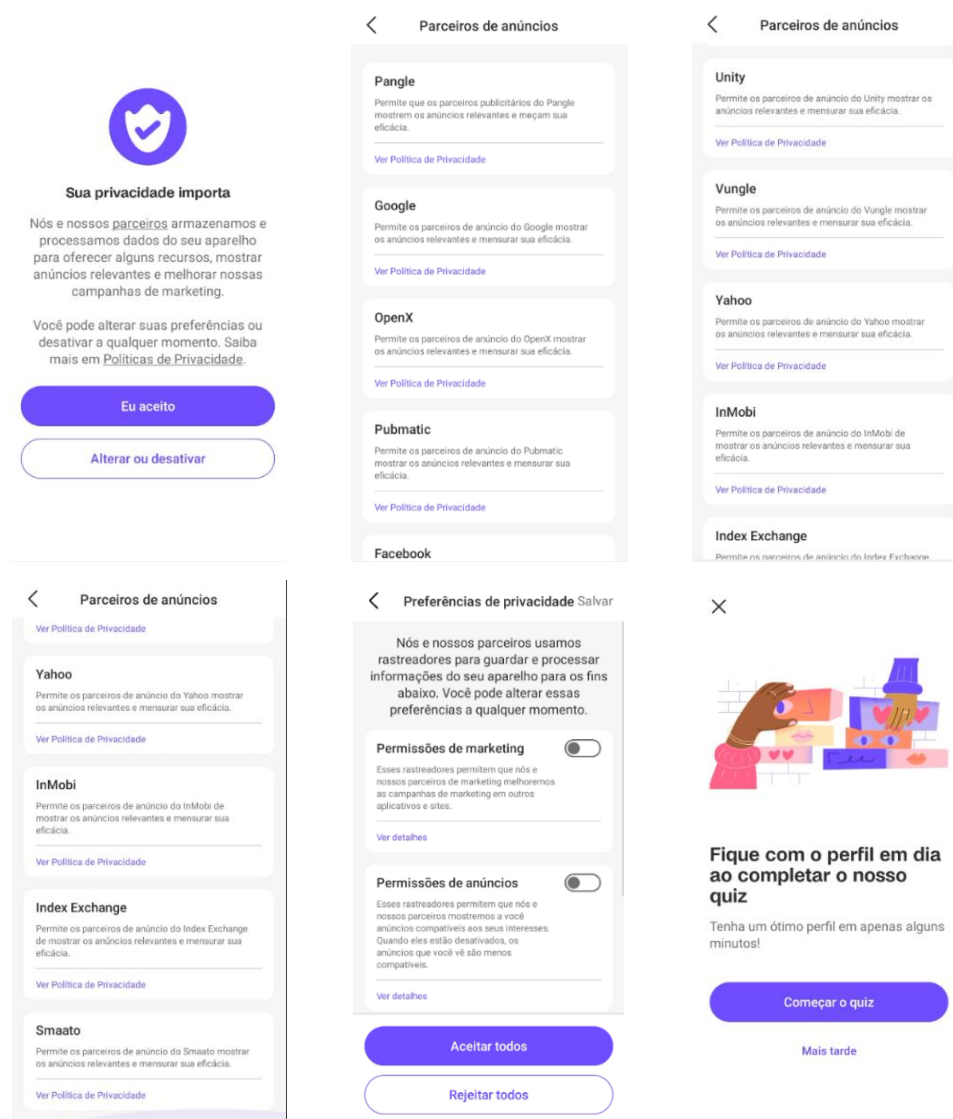 Sua privacidade importa
Nós e nossos parceiros armazenamos e
processamos dados do seu aparelho
para oferecer alguns recursos, mostrar
anúncios relevantes e melhorar nossas
campanhas de marketing.
Você pode alterar suas preferências ou
desativar a qualquer momento. Saiba
mais em Políticas de Privacidade.
Eu aceito
Alterar ou desativar
Parceiros de anúncios
Pangle
Permite que os parceiros publicitários do Pangle
mostrem os anúncios relevantes e meçam sua
eficácia.
Ver Política de Privacidade
Google
Permite os parceiros de anúncio do Google mostrar
os anúncios relevantes e mensurar sua eficácia.
Ver Política de Privacidade
OpenX
Permite os parceiros de anúncio do OpenX mostrar
os anúncios relevantes e mensurar sua eficácia.
Ver Política de Privacidade
Pubmatic
Permite os parceiros de anúncio do Pubmatic
mostrar os anúncios relevantes e mensurar sua
eficácia.
Ver Política de Privacidade
Facebook
Parceiros de anúncios
Unity
Permite os parceiros de anúncio do Unity mostrar os
anúncios relevantes e mensurar sua eficácia.
Ver Política de Privacidade
Vungle
Permite os parceiros de anúncio do Vungle mostrar
os anúncios relevantes e mensurar sua eficácia.
Ver Política de Privacidade
Yahoo
Permite os parceiros de anúncio do Yahoo mostrar
os anúncios relevantes e mensurar sua eficácia.
Ver Política de Privacidade
InMobi
Permite os parceiros de anúncio do InMobi de
mostrar os anúncios relevantes e mensurar sua
eficácia.
Ver Política de Privacidade
Index Exchange
Permite os parceiros de anúncio do Index Exchange
Parceiros de anúncios
Ver Política de Privacidade
Yahoo
Permite os parceiros de anúncio do Yahoo mostrar
os anúncios relevantes e mensurar sua eficácia.
Ver Política de Privacidade
InMobi
Permite os parceiros de anúncio do InMobi de
mostrar os anúncios relevantes e mensurar sua
eficácia.
Ver Política de Privacidade
Index Exchange
Permite os parceiros de anúncio do Index Exchange
de mostrar os anúncios relevantes e mensurar sua
eficácia.
Ver Política de Privacidade
Smaato
Permite os parceiros de anúncio do Smaato mostrar
os anúncios relevantes e mensurar sua eficácia.
Ver Política de Privacidade
Preferências de privacidade Salvar
Nós e nossos parceiros usamos
rastreadores para guardar e processar
informações do seu aparelho para os fins
abaixo. Você pode alterar essas
preferências a qualquer momento.
Permissões de marketing
Esses rastreadores permitem que nós e
nossos parceiros de marketing melhoremos
as campanhas de marketing em outros
aplicativos e sites.
Ver detalhes
Permissões de anúncios
Esses rastreadores permitem que nós e
nossos parceiros mostremos a você
anúncios compatíveis aos seus interesses.
Quando eles estão desativados, os
anúncios que você vê são menos
compatíveis.
Ver detalhes
Aceitar todos
Rejeitar todos
Fique com o perfil em dia
ao completar o nosso
quiz
Tenha um ótimo perfil em apenas alguns
minutos!
Começar o quiz
Mais tarde